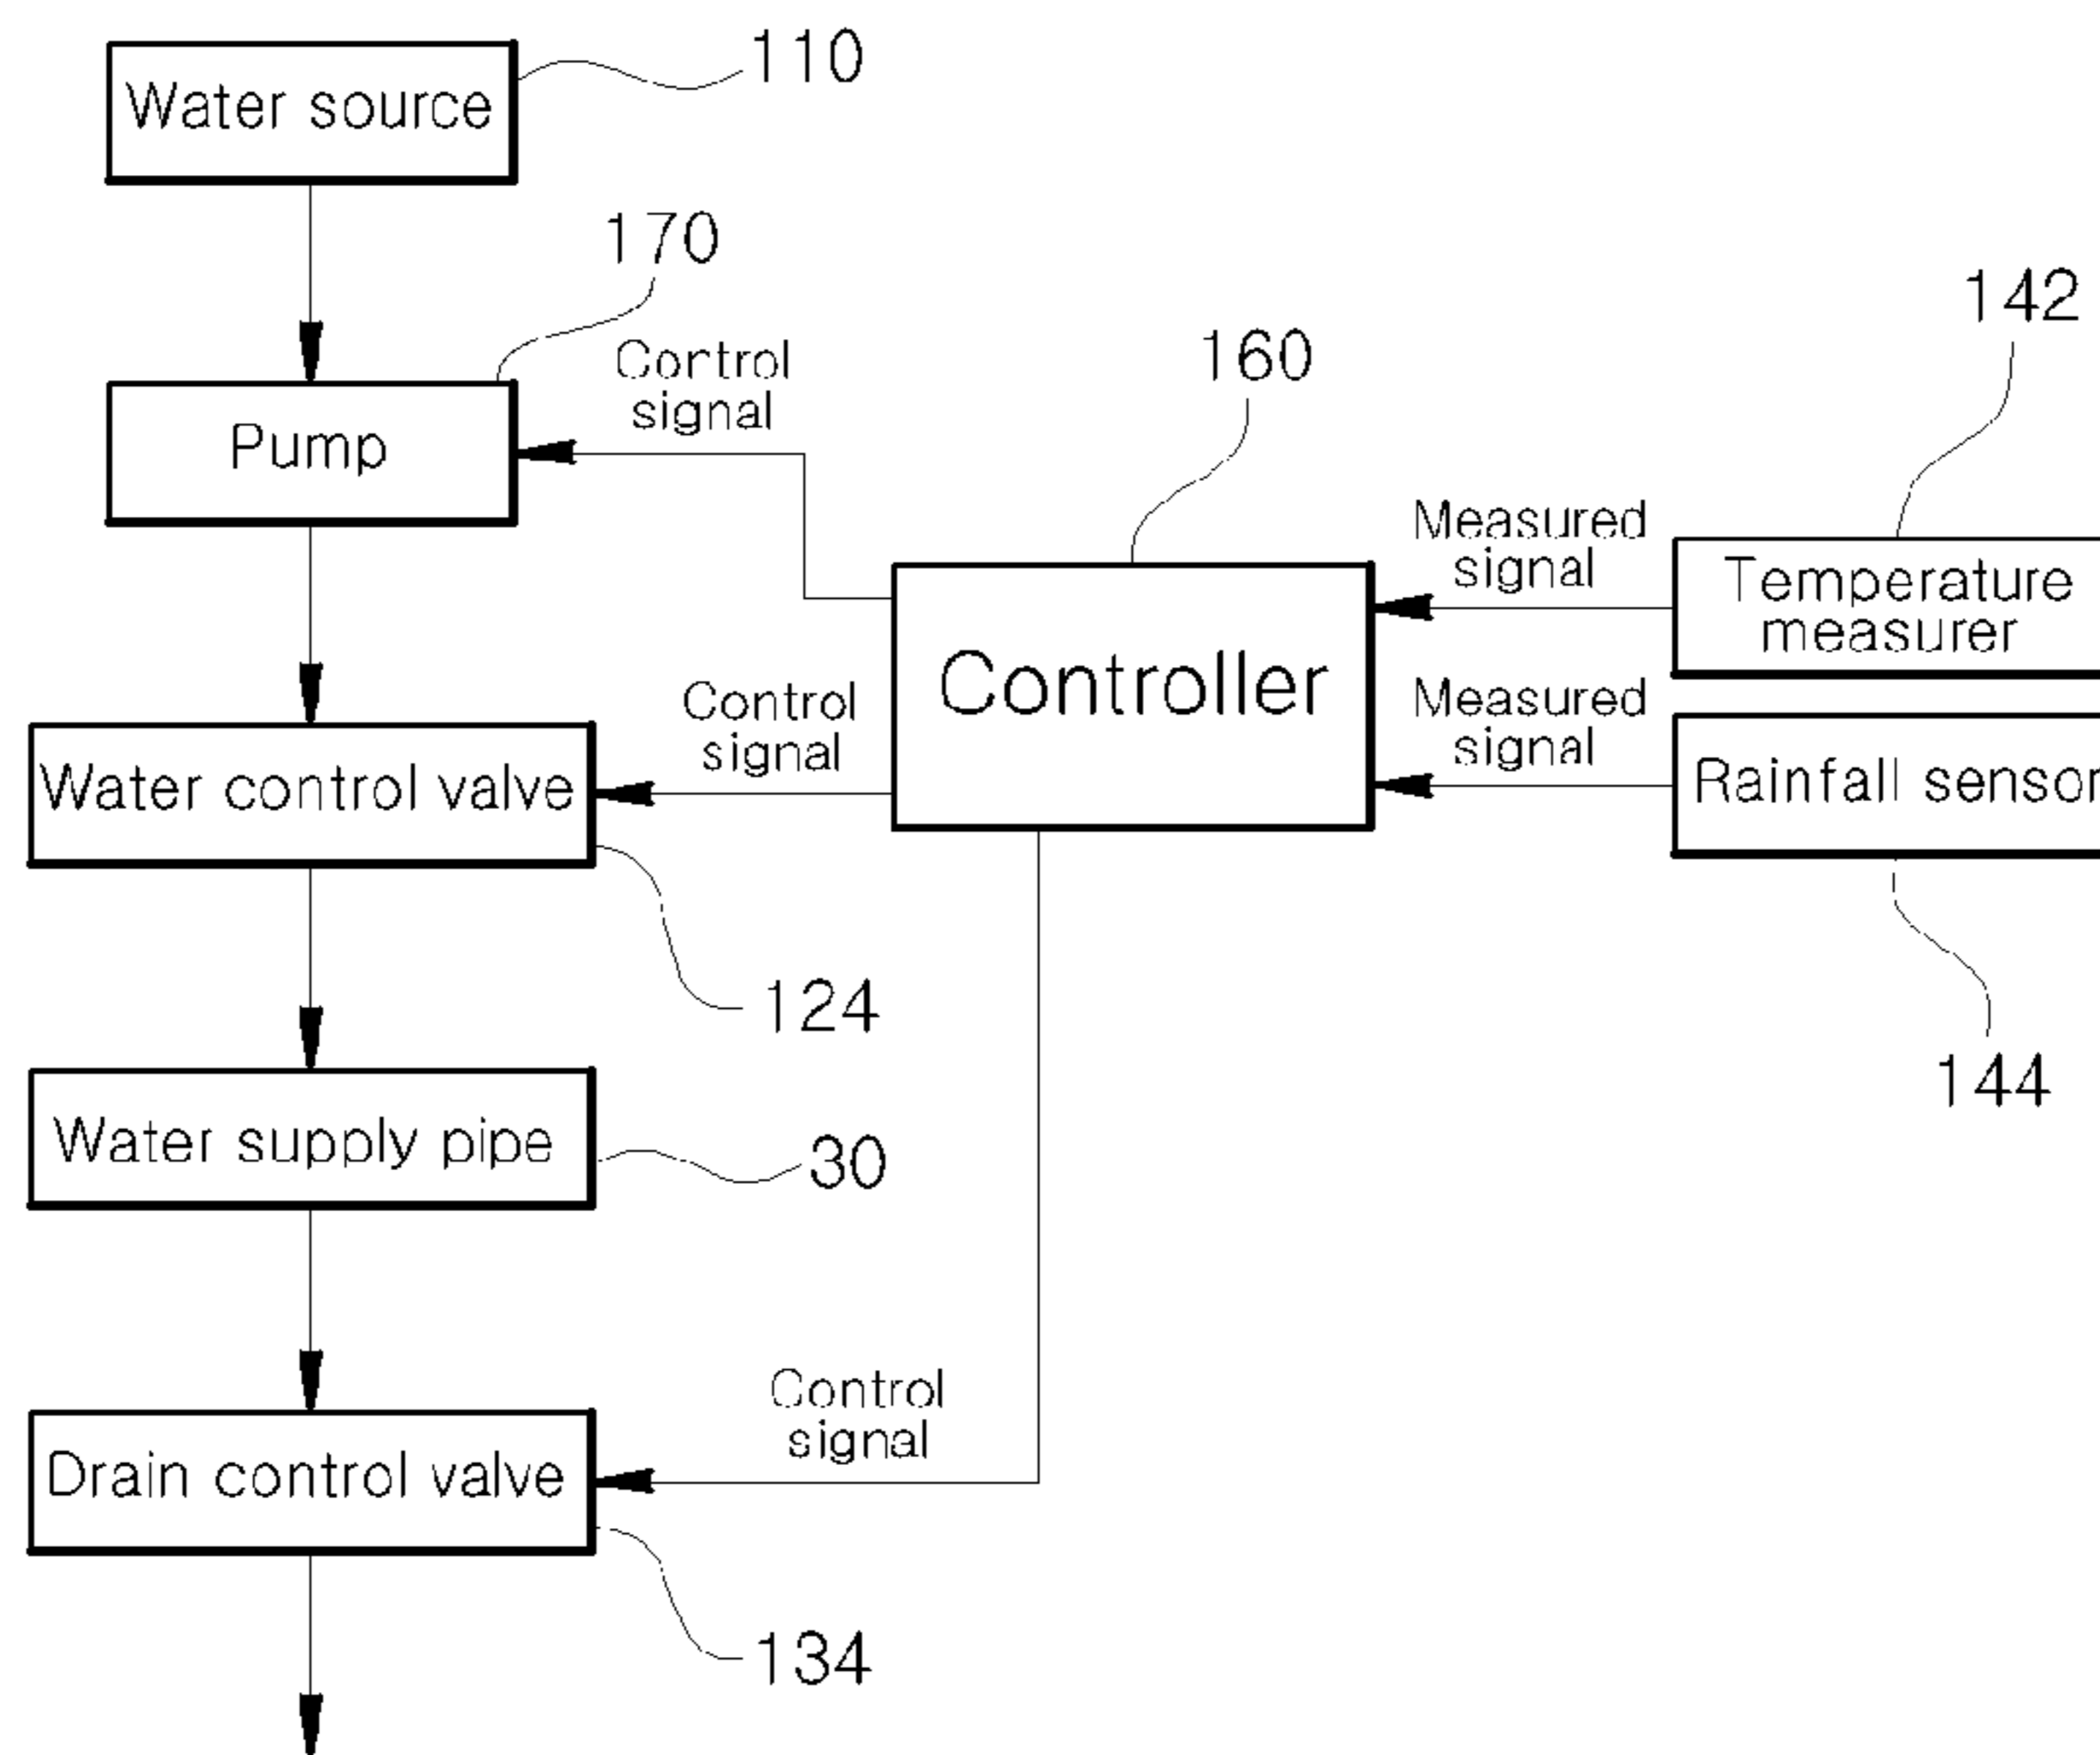 110
Water source
170
142
160
Control
signal
Pump
Measured
signal
Temperature
measurer
Controller
Control
signal
Measured
signal
Water control valve
Rainfall sensor
124
144
Water supply pipe
30
Control
signal
Drain control valve
134